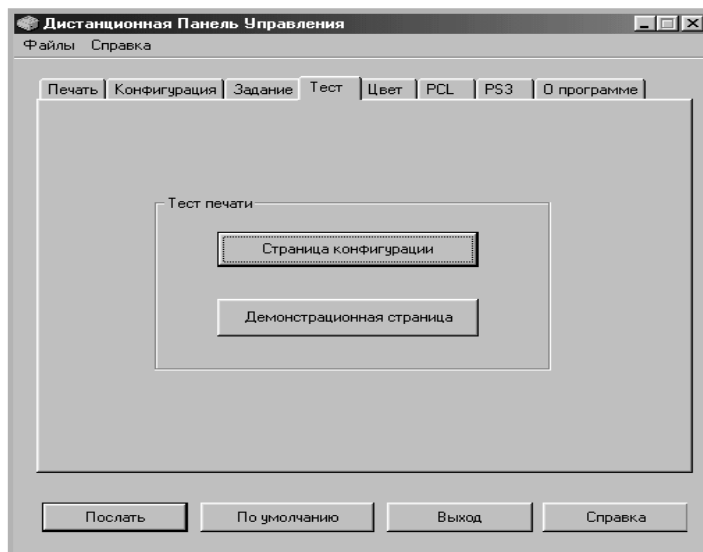 Дистанционная Панель Управления
Файлы Справка
Печать Конфигурация Задание Тест Цвет PCL PS3 О программе
Тест печати
Страница конфигурации
Демонстрационная страница
Послать По умолчанию Выход Справка